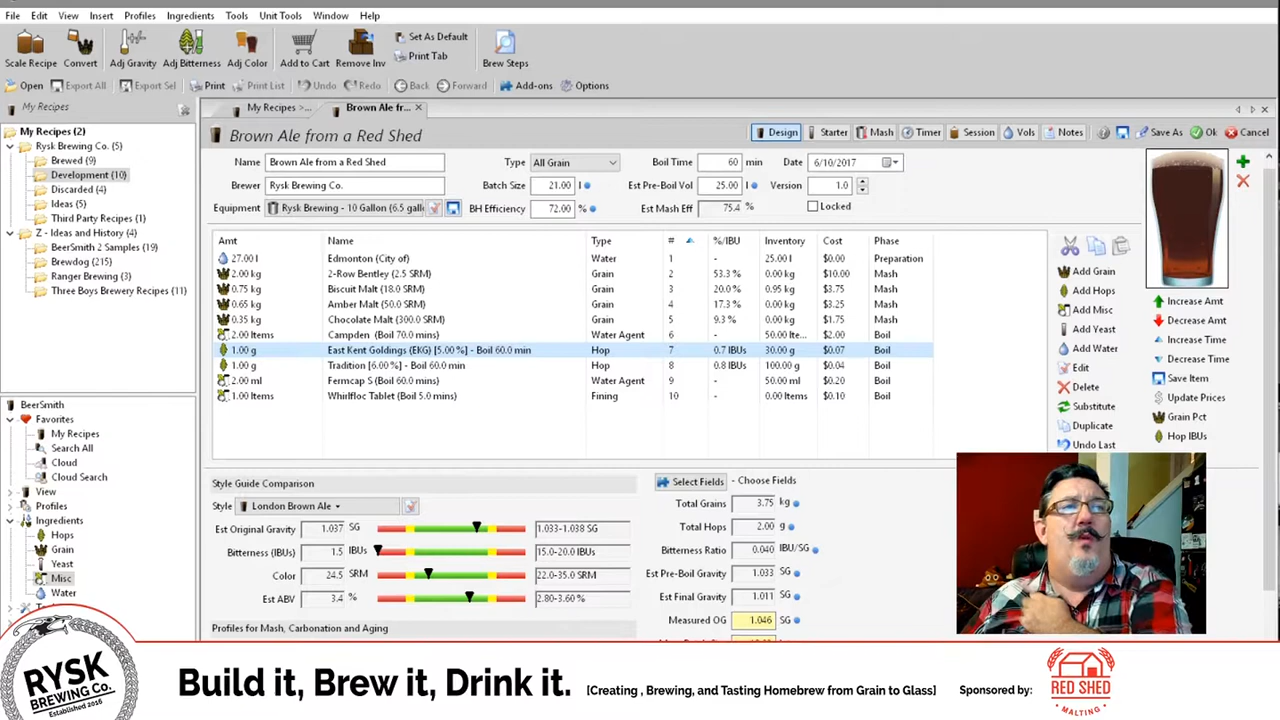 File Edit View Insert Profiles Ingredients Tools Unit Tools Window Help
Scale Recipe Convert Adj Gravity Adj Bitterness Adj Color Add to Cart Remove Inv Set As Default Print Tab Brew Steps
Open Export All Export Sel Print Print List Undo Redo Back Forward Add-ons Options
My Recipes
My Recipes (2)
Rysk Brewing Co. (5)
Brewed (9)
Development (10)
Discarded (4)
Ideas (5)
Third Party Recipes (1)
Z - Ideas and History (4)
BeerSmith 2 Samples (19)
Brewdog (215)
Ranger Brewing (3)
Three Boys Brewery Recipes (11)
BeerSmith
Favorites
My Recipes
Search All
Cloud
Cloud Search
View
Profiles
Ingredients
Hops
Grain
Yeast
Misc
Water
My Recipes >... Brown Ale fr...
Brown Ale from a Red Shed
Design Starter Mash Timer Session Vols Notes Save As Ok Cancel
Name Brown Ale from a Red Shed Type All Grain Boil Time 60 min Date 6/10/2017
Brewer Rysk Brewing Co. Batch Size 21.00 l Est Pre-Boil Vol 25.00 l Version 1.0
Equipment Rysk Brewing - 10 Gallon (6.5 gall BH Efficiency 72.00 % Est Mash Eff 75.4 % Locked
Amt Name Type # %/IBU Inventory Cost Phase
27.00 l Edmonton (City of) Water 1 - 25.00 l $0.00 Preparation
2.00 kg 2-Row Bentley (2.5 SRM) Grain 2 53.3 % 0.00 kg $10.00 Mash
0.75 kg Biscuit Malt (18.0 SRM) Grain 3 20.0 % 0.95 kg $3.75 Mash
0.65 kg Amber Malt (50.0 SRM) Grain 4 17.3 % 0.00 kg $3.25 Mash
0.35 kg Chocolate Malt (300.0 SRM) Grain 5 9.3 % 0.00 kg $1.75 Mash
2.00 Items Campden (Boil 70.0 mins) Water Agent 6 - 50.00 Ite... $2.00 Boil
1.00 g East Kent Goldings (EKG) [5.00 %] - Boil 60.0 min Hop 7 0.7 IBUs 30.00 g $0.07 Boil
1.00 g Tradition [6.00 %] - Boil 60.0 min Hop 8 0.8 IBUs 100.00 g $0.04 Boil
2.00 ml Fermcap S (Boil 60.0 mins) Water Agent 9 - 50.00 ml $0.20 Boil
1.00 Items Whirlfloc Tablet (Boil 5.0 mins) Fining 10 - 0.00 Items $0.10 Boil
Add Grain
Add Hops
Add Misc
Add Yeast
Add Water
Edit
Delete
Substitute
Duplicate
Undo Last
Increase Amt
Decrease Amt
Increase Time
Decrease Time
Save Item
Update Prices
Grain Pct
Hop IBUs
Style Guide Comparison
Style London Brown Ale
Est Original Gravity 1.037 SG 1.033-1.038 SG
Bitterness (IBUs) 1.5 IBUs 15.0-20.0 IBUs
Color 24.5 SRM 22.0-35.0 SRM
Est ABV 3.4 % 2.80-3.60 %
Profiles for Mash, Carbonation and Aging
Select Fields - Choose Fields
Total Grains 3.75 kg
Total Hops 2.00 g
Bitterness Ratio 0.040 IBU/SG
Est Pre-Boil Gravity 1.033 SG
Est Final Gravity 1.011 SG
Measured OG 1.046 SG
RYSK
BREWING Co.
Established 2016
Build it, Brew it, Drink it. [Creating , Brewing, and Tasting Homebrew from Grain to Glass] Sponsored by:
RED SHED
MALTING